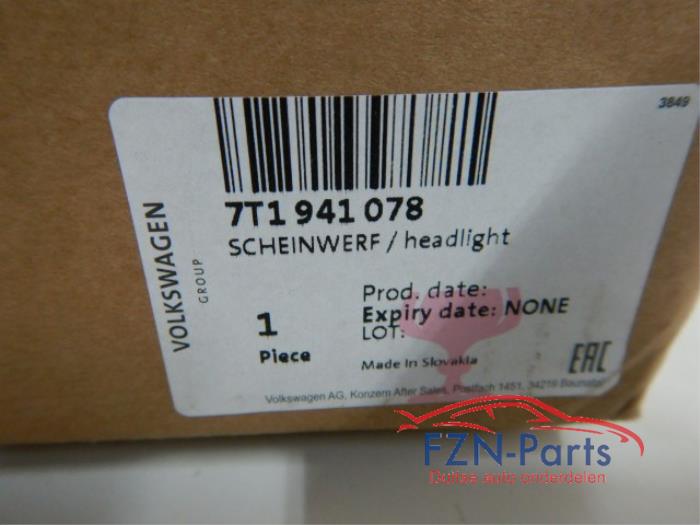 3849
7T1 941 078
SCHEINWERF / headlight
VOLKSWAGEN
GROUP
1
Piece
Prod. date:
Expiry date: NONE
LOT:
Made In Slovakia
EAC
Volkswagen AG, Konzern After Sales, Postfach 1451, 34219 Baunatal
FZN-Parts
Duitse auto onderdelen